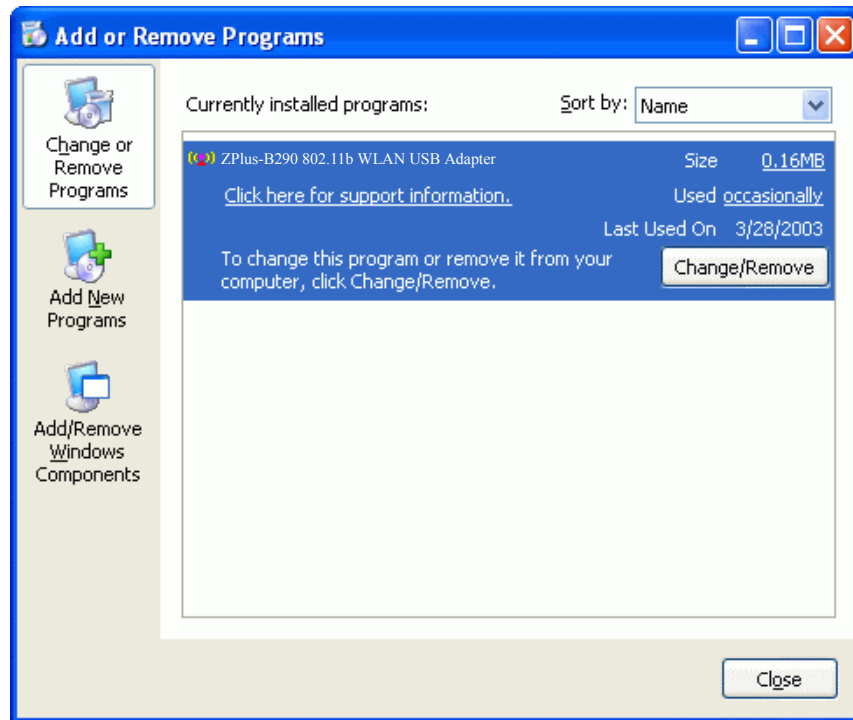 Add or Remove Programs
Change or
Remove
Programs
Add New
Programs
Add/Remove
Windows
Components
Currently installed programs:
Sort by: Name
ZPlus-B290 802.11b WLAN USB Adapter
Size 0.16MB
Click here for support information.
Used occasionally
Last Used On 3/28/2003
To change this program or remove it from your
computer, click Change/Remove.
Change/Remove
Close